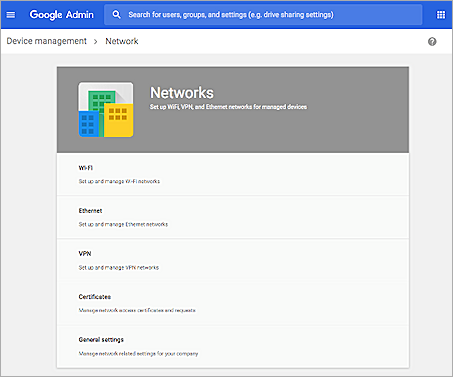 Google Admin
Search for users, groups, and settings (e.g. drive sharing settings)
Device management > Network
Networks
Set up WiFi, VPN, and Ethernet networks for managed devices
Wi-Fi
Set up and manage Wi-Fi networks
Ethernet
Set up and manage Ethernet networks
VPN
Set up and manage VPN networks
Certificates
Manage network access certificates and requests
General settings
Manage network related settings for your company